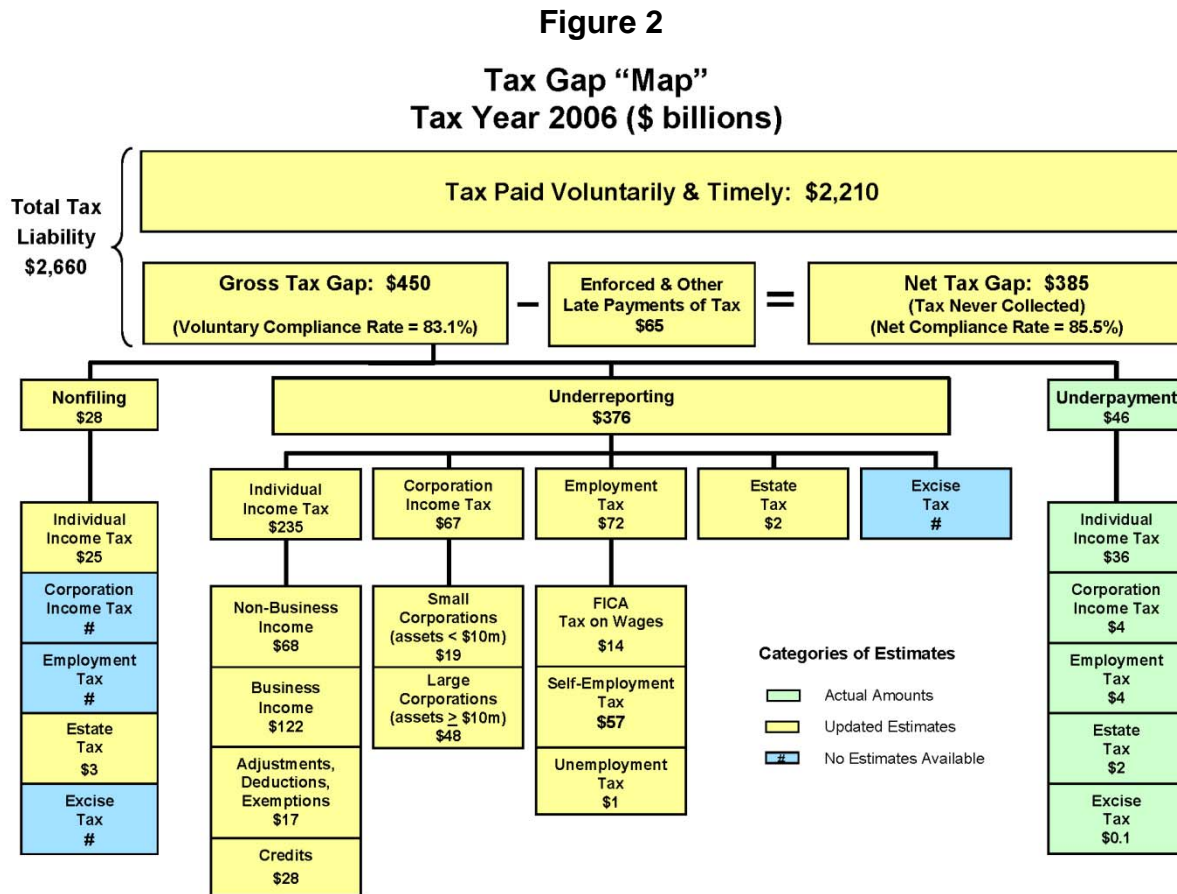 Figure 2
Tax Gap “Map”
Tax Year 2006 ($ billions)
Total Tax
Liability
$2,660
Tax Paid Voluntarily & Timely: $2,210
Gross Tax Gap: $450
(Voluntary Compliance Rate = 83.1%)
–
Enforced & Other
Late Payments of Tax
$65
=
Net Tax Gap: $385
(Tax Never Collected)
(Net Compliance Rate = 85.5%)
Nonfiling
$28
Underreporting
$376
Underpayment
$46
Individual
Income Tax
$25
Corporation
Income Tax
#
Employment
Tax
#
Estate
Tax
$3
Excise
Tax
#
Individual
Income Tax
$235
Non-Business
Income
$68
Business
Income
$122
Adjustments,
Deductions,
Exemptions
$17
Credits
$28
Corporation
Income Tax
$67
Small
Corporations
(assets < $10m)
$19
Large
Corporations
(assets ≥ $10m)
$48
Employment
Tax
$72
FICA
Tax on Wages
$14
Self-Employment
Tax
$57
Unemployment
Tax
$1
Estate
Tax
$2
Excise
Tax
#
Categories of Estimates
Actual Amounts
Updated Estimates
# No Estimates Available
Individual
Income Tax
$36
Corporation
Income Tax
$4
Employment
Tax
$4
Estate
Tax
$2
Excise
Tax
$0.1